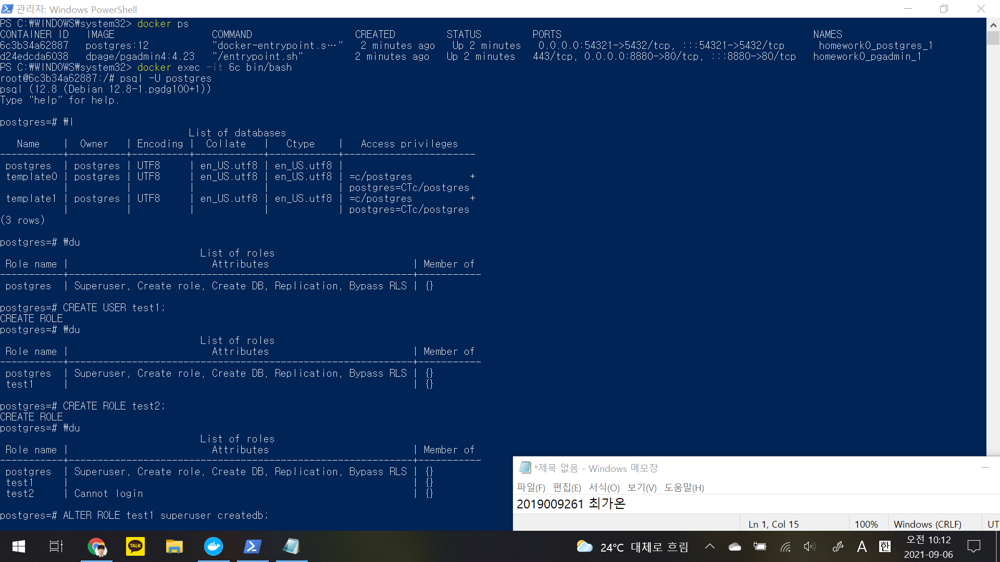 관리자: Windows PowerShell
PS C:₩WINDOWS₩system32> docker ps
CONTAINER ID   IMAGE                 COMMAND                  CREATED         STATUS         PORTS                                            NAMES
6c3b34a62887   postgres:12           "docker-entrypoint.s…"   2 minutes ago   Up 2 minutes   0.0.0.0:54321->5432/tcp, :::54321->5432/tcp      homework0_postgres_1
d24edcda6038   dpage/pgadmin4:4.23   "/entrypoint.sh"         2 minutes ago   Up 2 minutes   443/tcp, 0.0.0.0:8880->80/tcp, :::8880->80/tcp   homework0_pgadmin_1
PS C:₩WINDOWS₩system32> docker exec -it 6c bin/bash
root@6c3b34a62887:/# psql -U postgres
psql (12.8 (Debian 12.8-1.pgdg100+1))
Type "help" for help.
postgres=# ₩l
                                 List of databases
   Name    |  Owner   | Encoding |  Collate   |   Ctype    |   Access privileges
-----------+----------+----------+------------+------------+-----------------------
 postgres  | postgres | UTF8     | en_US.utf8 | en_US.utf8 |
 template0 | postgres | UTF8     | en_US.utf8 | en_US.utf8 | =c/postgres          +
           |          |          |            |            | postgres=CTc/postgres
 template1 | postgres | UTF8     | en_US.utf8 | en_US.utf8 | =c/postgres          +
           |          |          |            |            | postgres=CTc/postgres
(3 rows)
postgres=# ₩du
                                   List of roles
 Role name |                         Attributes                         | Member of
-----------+------------------------------------------------------------+-----------
 postgres  | Superuser, Create role, Create DB, Replication, Bypass RLS | {}
postgres=# CREATE USER test1;
CREATE ROLE
postgres=# ₩du
                                   List of roles
 Role name |                         Attributes                         | Member of
-----------+------------------------------------------------------------+-----------
 postgres  | Superuser, Create role, Create DB, Replication, Bypass RLS | {}
 test1     |                                                            | {}
postgres=# CREATE ROLE test2;
CREATE ROLE
postgres=# ₩du
                                   List of roles
 Role name |                         Attributes                         | Member of
-----------+------------------------------------------------------------+-----------
 postgres  | Superuser, Create role, Create DB, Replication, Bypass RLS | {}
 test1     |                                                            | {}
 test2     | Cannot login                                               | {}
postgres=# ALTER ROLE test1 superuser createdb;
*제목 없음 - Windows 메모장
파일(F) 편집(E) 서식(O) 보기(V) 도움말(H)
2019009261 최가온
Ln 1, Col 15 100% Windows (CRLF) UT
TALK
24°C 대체로 흐림
A 한
오전 10:12
2021-09-06